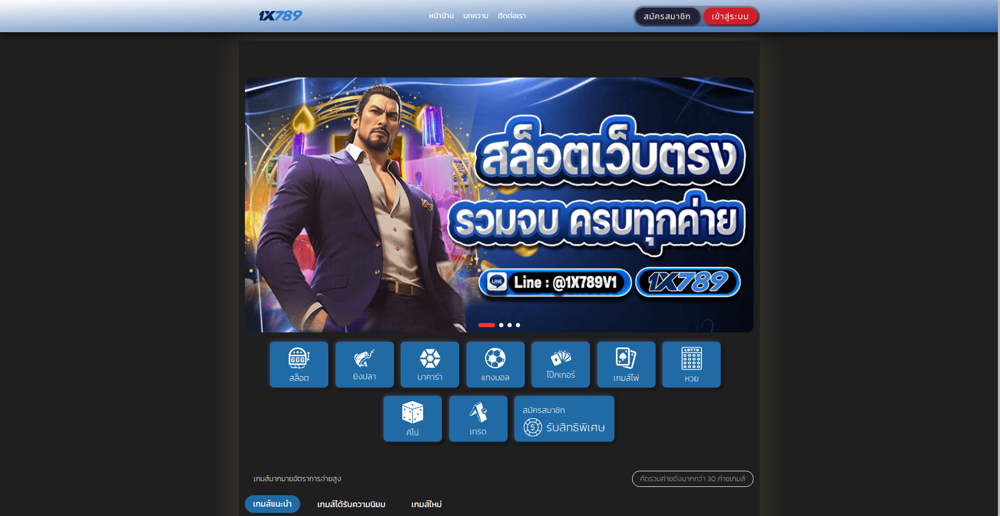 1X789
หน้าบ้าน บทความ ติดต่อเรา
สมัครสมาชิก เข้าสู่ระบบ
สล็อตเว็บตรง
รวมจบ ครบทุกค่าย
LINE Line : @1X789V1 1X789
สล็อต ยิงปลา บาคาร่า แทงบอล โป๊กเกอร์ เกมส์ไพ่ LOTTO หวย
คีโน่ เทรด สมัครสมาชิก
รับสิทธิพิเศษ
เกมส์มากมายอัตราการจ่ายสูง คัดรวมค่ายดังมากกว่า 30 ค่ายเกมส์
เกมส์แนะนำ เกมส์ได้รับความนิยม เกมส์ใหม่